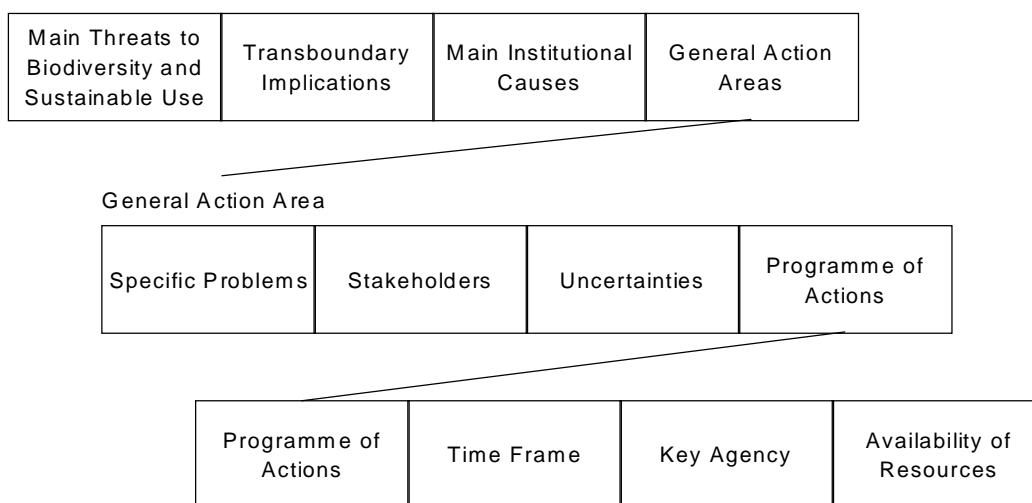 Main Threats to
Biodiversity and
Sustainable Use
Transboundary
Implications
Main Institutional
Causes
General Action
Areas
General Action Area
Specific Problems
Stakeholders
Uncertainties
Programme of
Actions
Programme of
Actions
Time Frame
Key Agency
Availability of
Resources